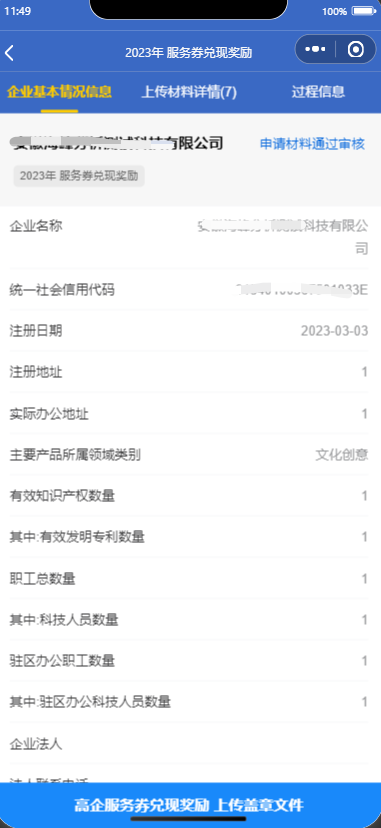 11:49
100%
2023年 服务券兑现奖励
企业基本情况信息
上传材料详情(7)
过程信息
科技有限公司
申请材料通过审核
2023年 服务券兑现奖励
企业名称
科技有限公
司
统一社会信用代码
033E
注册日期
2023-03-03
注册地址
1
实际办公地址
1
主要产品所属领域类别
文化创意
有效知识产权数量
1
其中:有效发明专利数量
1
职工总数量
1
其中:科技人员数量
1
驻区办公职工数量
1
其中:驻区办公科技人员数量
1
企业法人
高企服务券兑现奖励 上传盖章文件